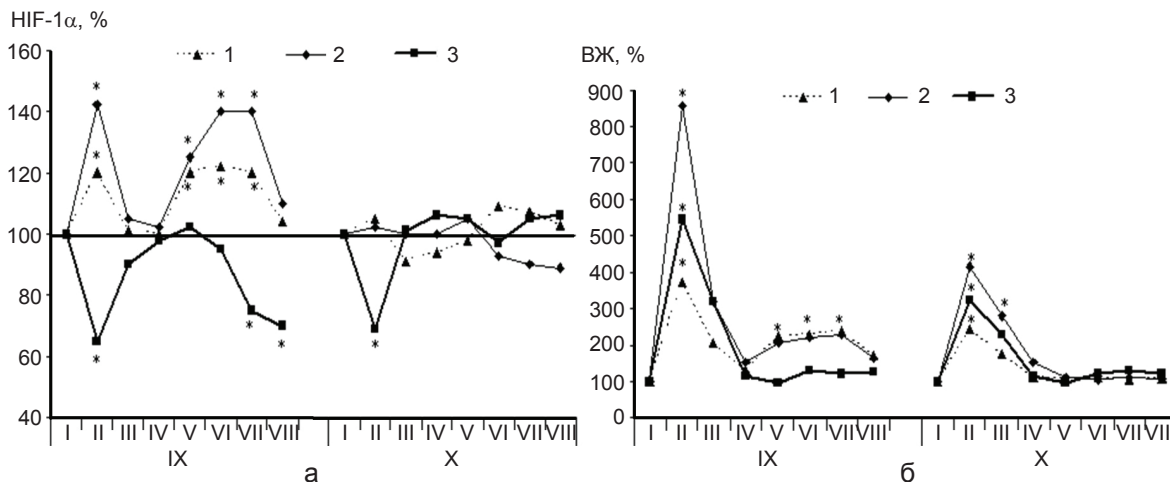 HIF-1α, %
160
140
120
100
80
60
40
1 2 3
* * * * * * * * * * * * *
I II III IV V VI VII VIII I II III IV V VI VII VIII
IX X
а
ВЖ, %
900
800
700
600
500
400
300
200
100
0
1 2 3
* * * * * * * * * *
I II III IV V VI VII VIII I II III IV V VI VII VII
IX X
б